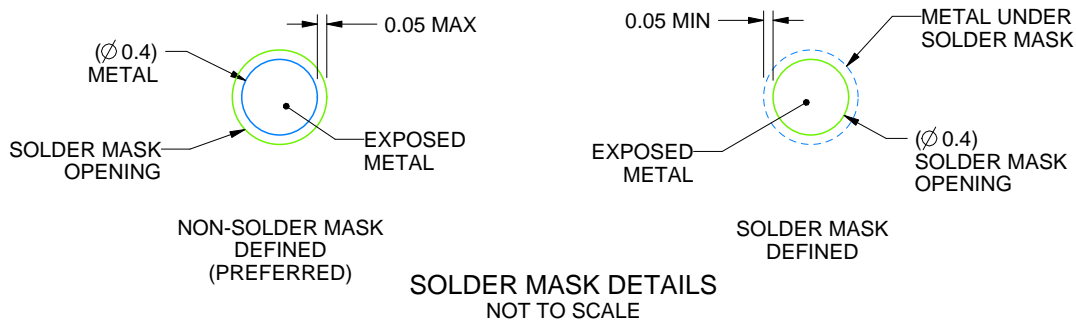 0.05 MAX
(∅ 0.4)
METAL
SOLDER MASK
OPENING
EXPOSED
METAL
NON-SOLDER MASK
DEFINED
(PREFERRED)
0.05 MIN
METAL UNDER
SOLDER MASK
EXPOSED
METAL
(∅ 0.4)
SOLDER MASK
OPENING
SOLDER MASK
DEFINED
SOLDER MASK DETAILS
NOT TO SCALE